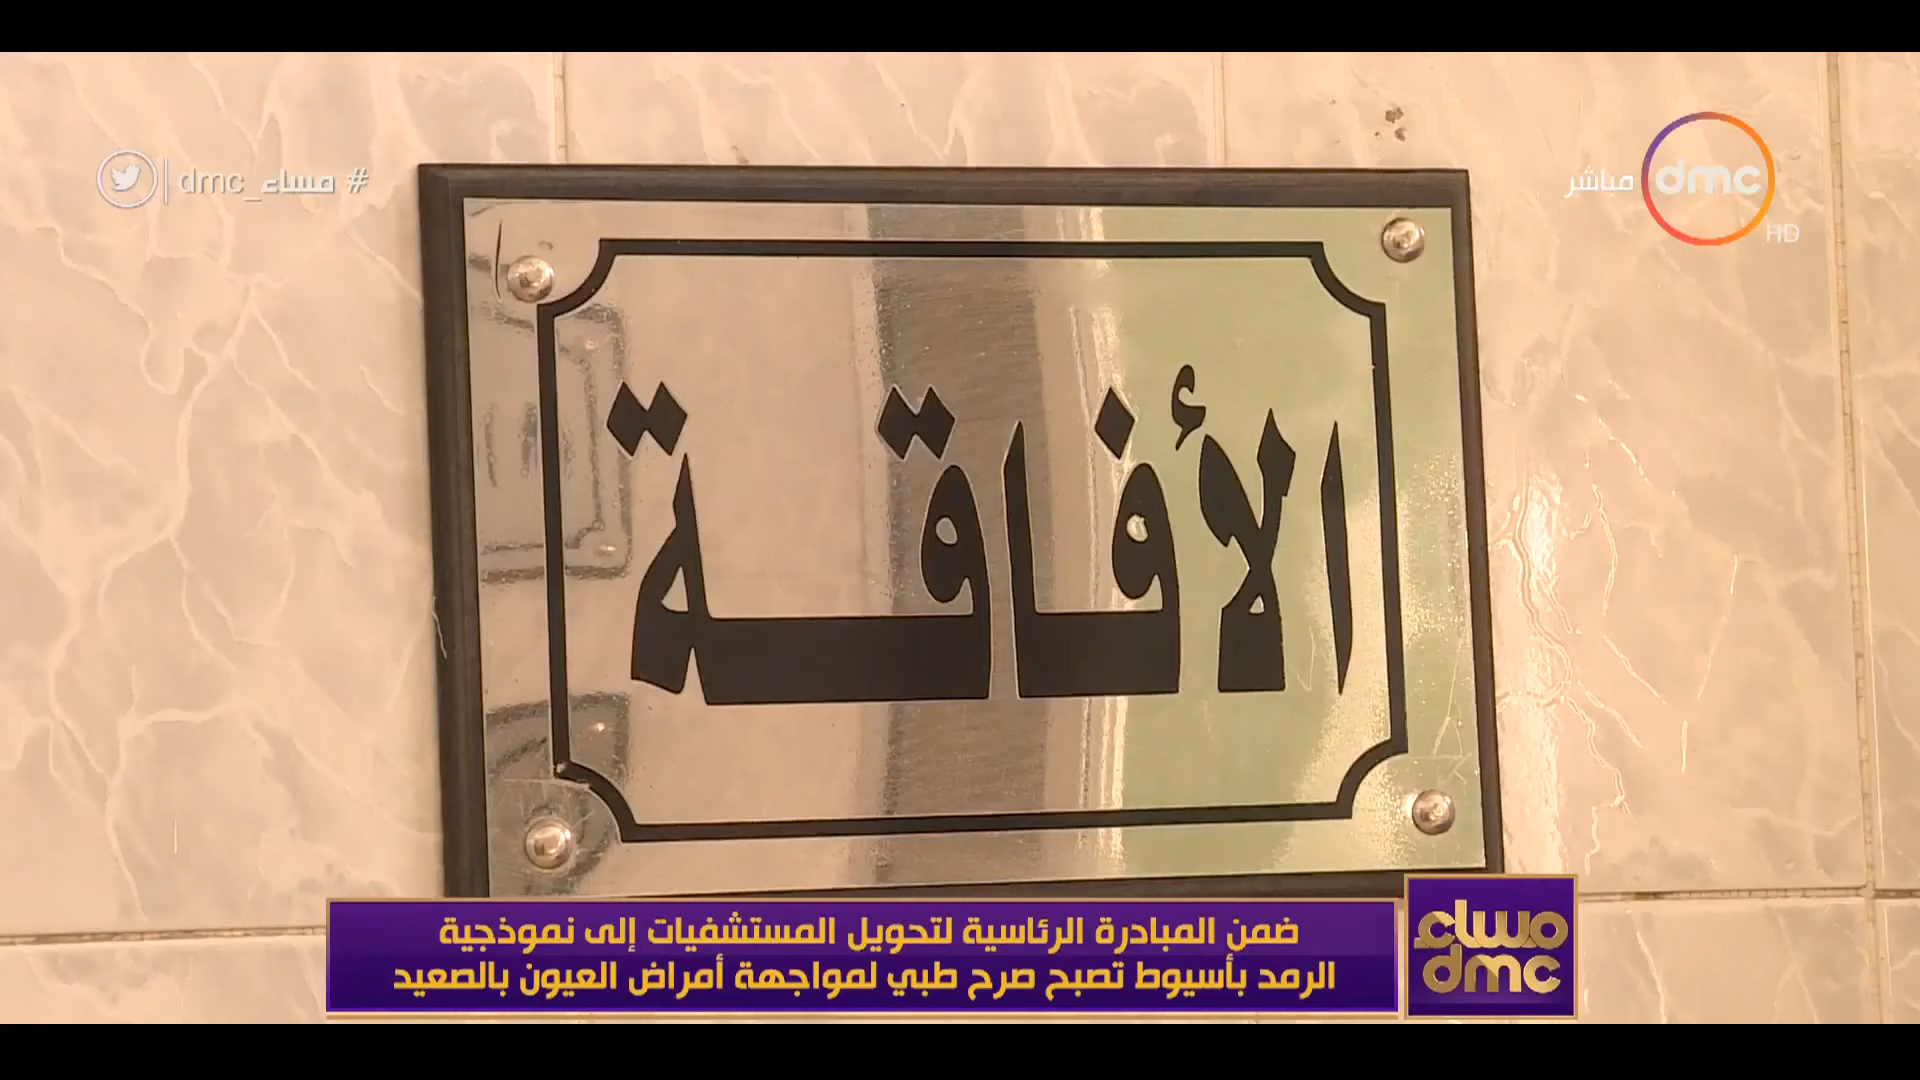 # مساء_dmc
dmc
مباشر
HD
الأفاقة
ضمن المبادرة الرئاسية لتحويل المستشفيات إلى نموذجية
الرمد بأسيوط تصبح صرح طبي لمواجهة أمراض العيون بالصعيد
مساء
dmc